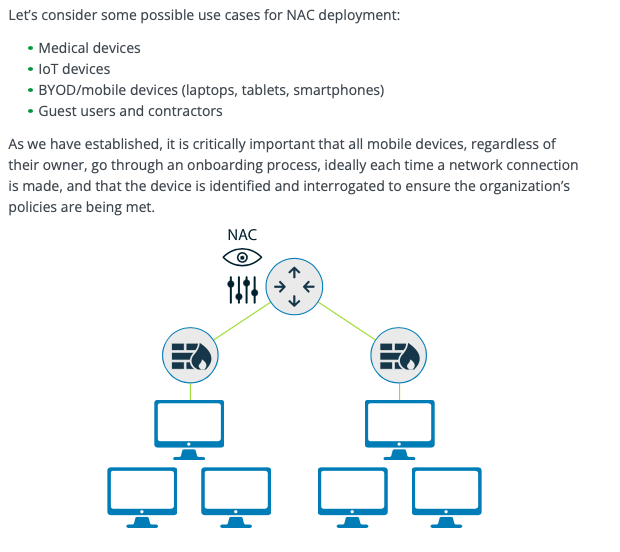 Let’s consider some possible use cases for NAC deployment:
• Medical devices
• IoT devices
• BYOD/mobile devices (laptops, tablets, smartphones)
• Guest users and contractors
As we have established, it is critically important that all mobile devices, regardless of
their owner, go through an onboarding process, ideally each time a network connection
is made, and that the device is identified and interrogated to ensure the organization’s
policies are being met.
NAC